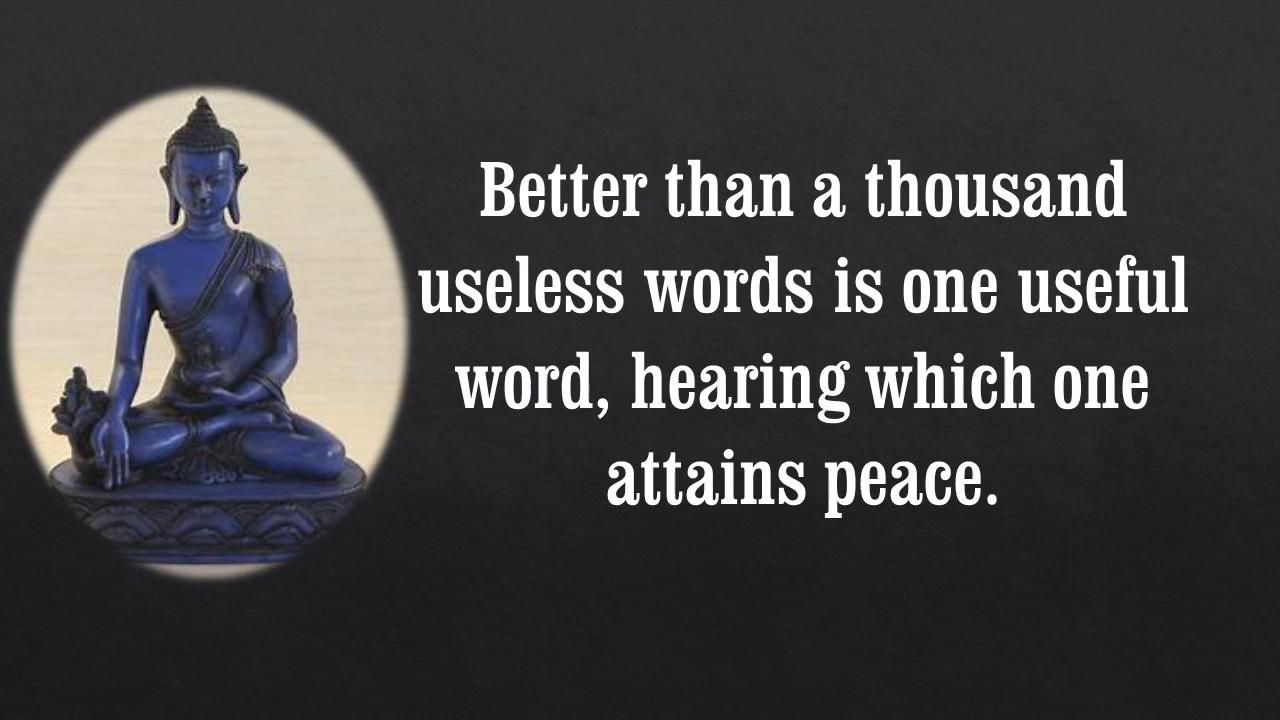 Better than a thousand
useless words is one useful
word, hearing which one
attains peace.